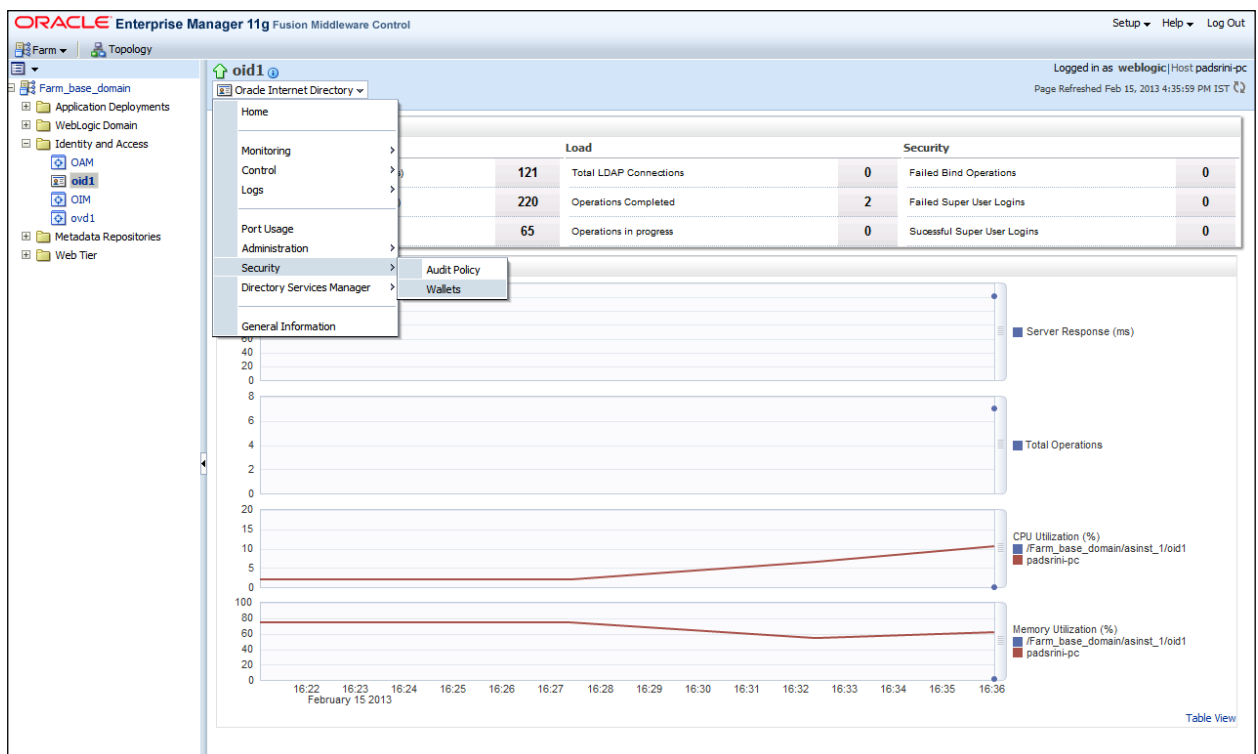 ORACLE Enterprise Manager 11g Fusion Middleware Control
Setup Help Log Out
Farm Topology
Farm_base_domain
Application Deployments
WebLogic Domain
Identity and Access
OAM
oid1
OIM
ovd1
Metadata Repositories
Web Tier
oid1
Logged in as weblogic|Host padsrini-pc
Oracle Internet Directory
Page Refreshed Feb 15, 2013 4:35:59 PM IST
Home
Monitoring
Control
Logs
Port Usage
Administration
Security
Directory Services Manager
General Information
Audit Policy
Wallets
121
220
65
Load
Total LDAP Connections 0
Operations Completed 2
Operations in progress 0
Security
Failed Bind Operations 0
Failed Super User Logins 0
Sucessful Super User Logins 0
60
40
20
0
Server Response (ms)
8
6
4
2
0
Total Operations
20
15
10
5
0
CPU Utilization (%)
/Farm_base_domain/asinst_1/oid1
padsrini-pc
100
80
60
40
20
0
Memory Utilization (%)
/Farm_base_domain/asinst_1/oid1
padsrini-pc
16:22 16:23 16:24 16:25 16:26 16:27 16:28 16:29 16:30 16:31 16:32 16:33 16:34 16:35 16:36
February 15 2013
Table View